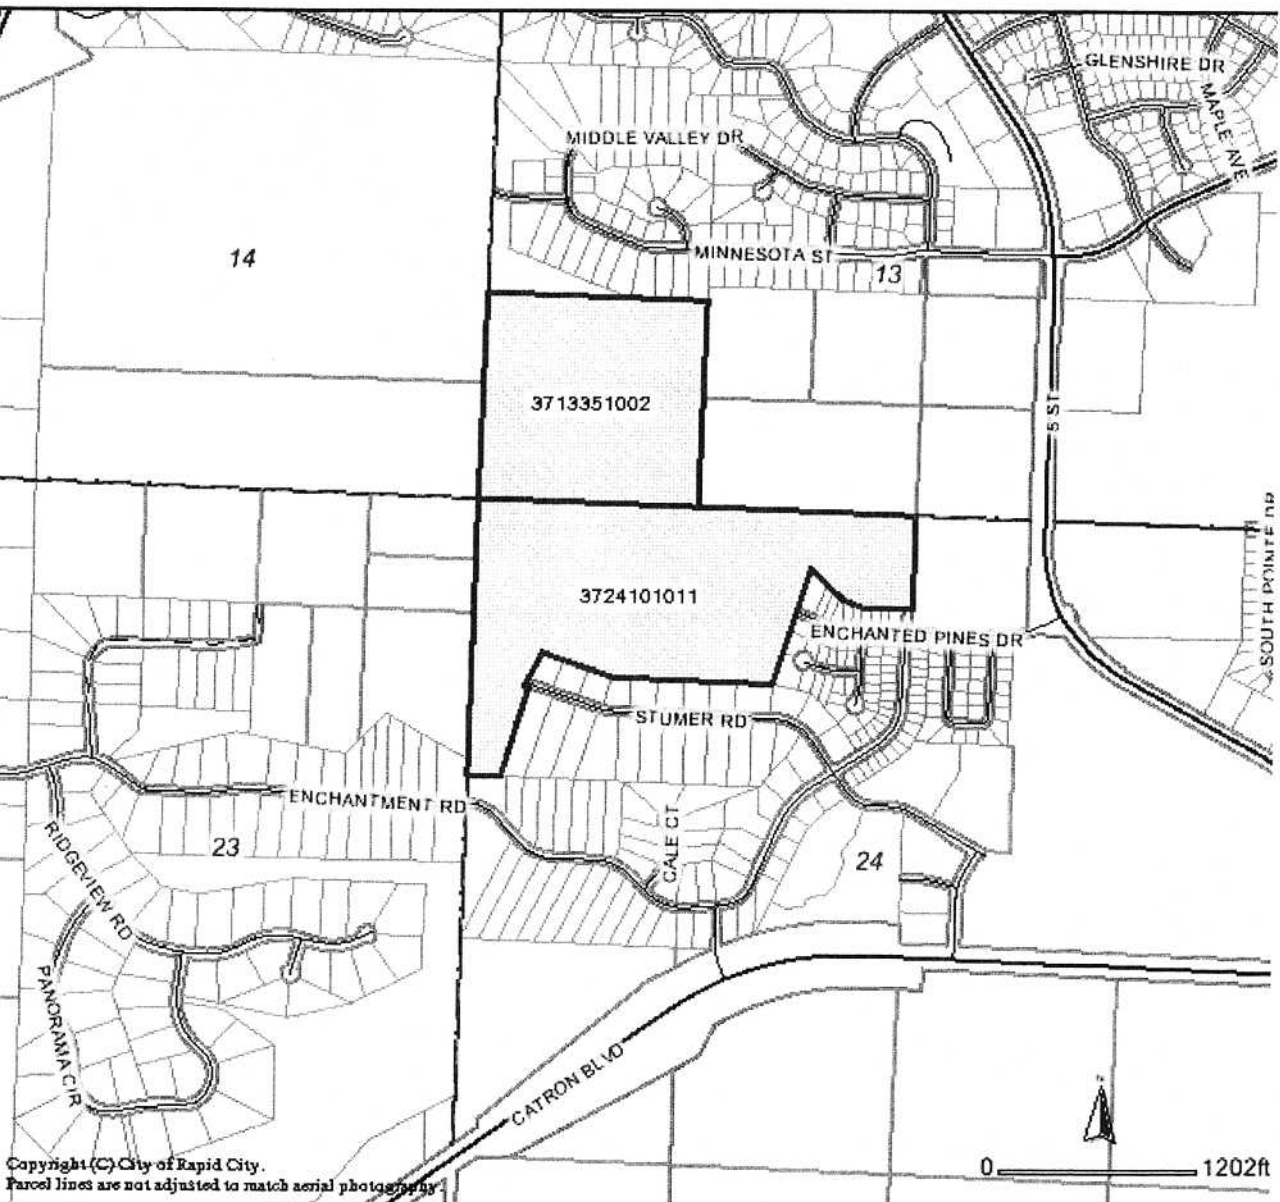 GLENSHIRE DR
MAPLE AVE
MIDDLE VALLEY DR
MINNESOTA ST
14
13
3713351002
5 ST
SOUTH POINTE DR
3724101011
ENCHANTED PINES DR
STUMER RD
ENCHANTMENT RD
CALE CT
23
24
RIDGEVIEW RD
PANORAMA CIR
CATRON BLVD
0 1202ft
Copyright (C) City of Rapid City.
Parcel lines are not adjusted to match aerial photography.